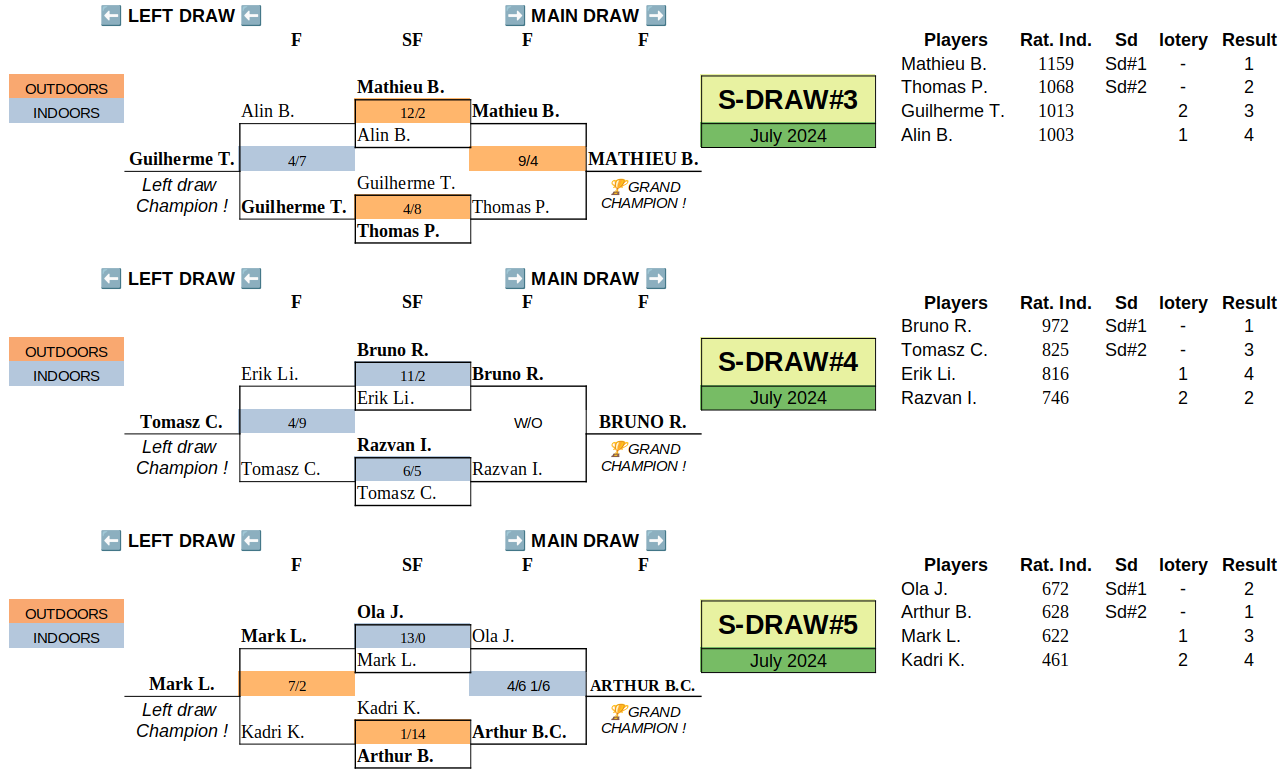 ⬅️ LEFT DRAW ⬅️ ➡️ MAIN DRAW ➡️
F SF F F Players Rat. Ind. Sd lotery Result
Mathieu B. 1159 Sd#1 - 1
OUTDOORS Mathieu B. S-DRAW#3 Thomas P. 1068 Sd#2 - 2
INDOORS Alin B. 12/2 Mathieu B. Guilherme T. 1013 2 3
Alin B. July 2024 Alin B. 1003 1 4
Guilherme T. 4/7 9/4 MATHIEU B.
Left draw Guilherme T. 🏆GRAND
Champion ! Guilherme T. 4/8 Thomas P. CHAMPION !
Thomas P.
⬅️ LEFT DRAW ⬅️ ➡️ MAIN DRAW ➡️
F SF F F Players Rat. Ind. Sd lotery Result
Bruno R. 972 Sd#1 - 1
OUTDOORS Bruno R. S-DRAW#4 Tomasz C. 825 Sd#2 - 3
INDOORS Erik Li. 11/2 Bruno R. Erik Li. 816 1 4
Erik Li. July 2024 Razvan I. 746 2 2
Tomasz C. 4/9 W/O BRUNO R.
Left draw Razvan I. 🏆GRAND
Champion ! Tomasz C. 6/5 Razvan I. CHAMPION !
Tomasz C.
⬅️ LEFT DRAW ⬅️ ➡️ MAIN DRAW ➡️
F SF F F Players Rat. Ind. Sd lotery Result
Ola J. 672 Sd#1 - 2
OUTDOORS Ola J. S-DRAW#5 Arthur B. 628 Sd#2 - 1
INDOORS Mark L. 13/0 Ola J. Mark L. 622 1 3
Mark L. July 2024 Kadri K. 461 2 4
Mark L. 7/2 4/6 1/6 ARTHUR B.C.
Left draw Kadri K. 🏆GRAND
Champion ! Kadri K. 1/14 Arthur B.C. CHAMPION !
Arthur B.